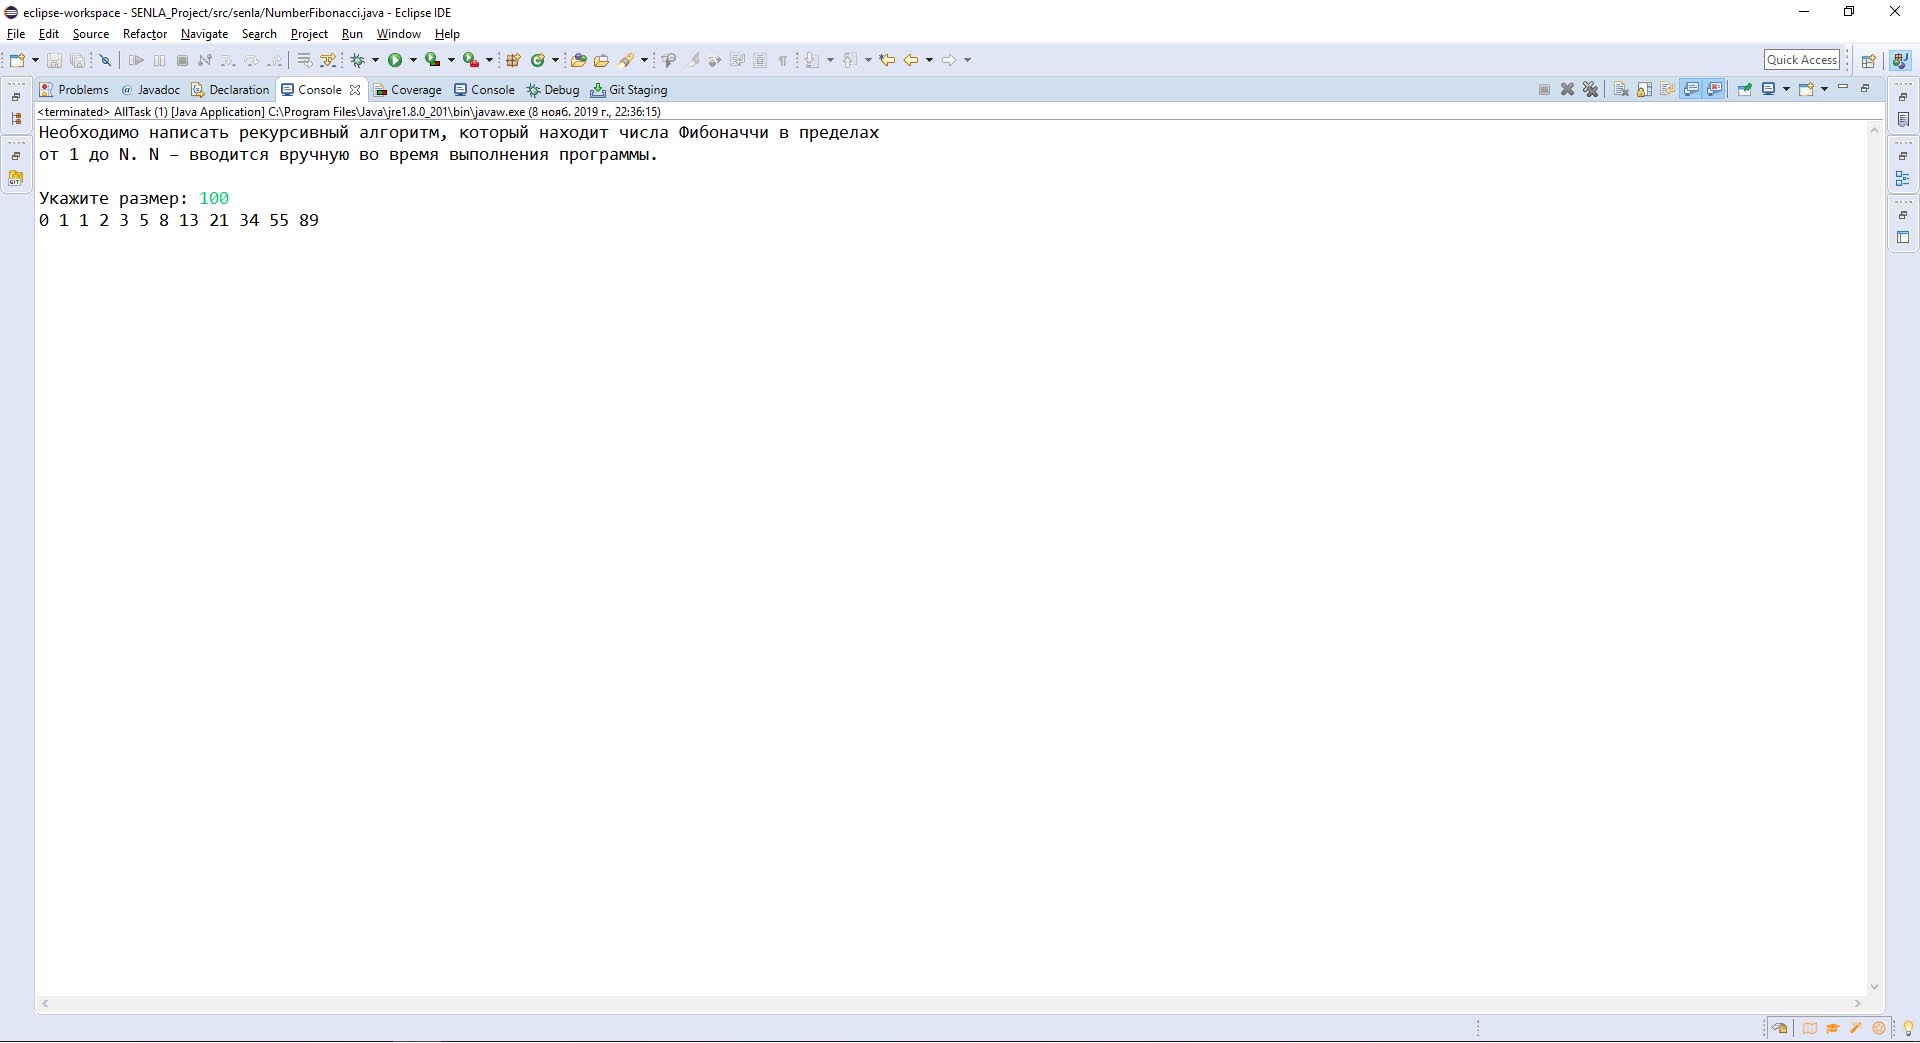 eclipse-workspace - SENLA_Project/src/senla/NumberFibonacci.java - Eclipse IDE
File Edit Source Refactor Navigate Search Project Run Window Help
Quick Access
Problems @ Javadoc Declaration Console Coverage Console Debug Git Staging
<terminated> AllTask (1) [Java Application] C:\Program Files\Java\jre1.8.0_201\bin\javaw.exe (8 нояб. 2019 г., 22:36:15)
Необходимо написать рекурсивный алгоритм, который находит числа Фибоначчи в пределах
от 1 до N. N – вводится вручную во время выполнения программы.
Укажите размер: 100
0 1 1 2 3 5 8 13 21 34 55 89